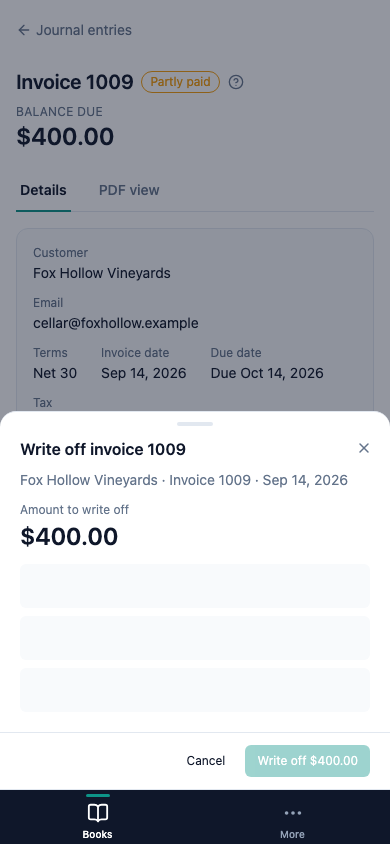 Journal entries
Invoice 1009 Partly paid
BALANCE DUE
$400.00
Details PDF view
Customer
Fox Hollow Vineyards
Email
cellar@foxhollow.example
Terms Invoice date Due date
Net 30 Sep 14, 2026 Due Oct 14, 2026
Tax
Write off invoice 1009
Fox Hollow Vineyards · Invoice 1009 · Sep 14, 2026
Amount to write off
$400.00
Cancel Write off $400.00
Books More